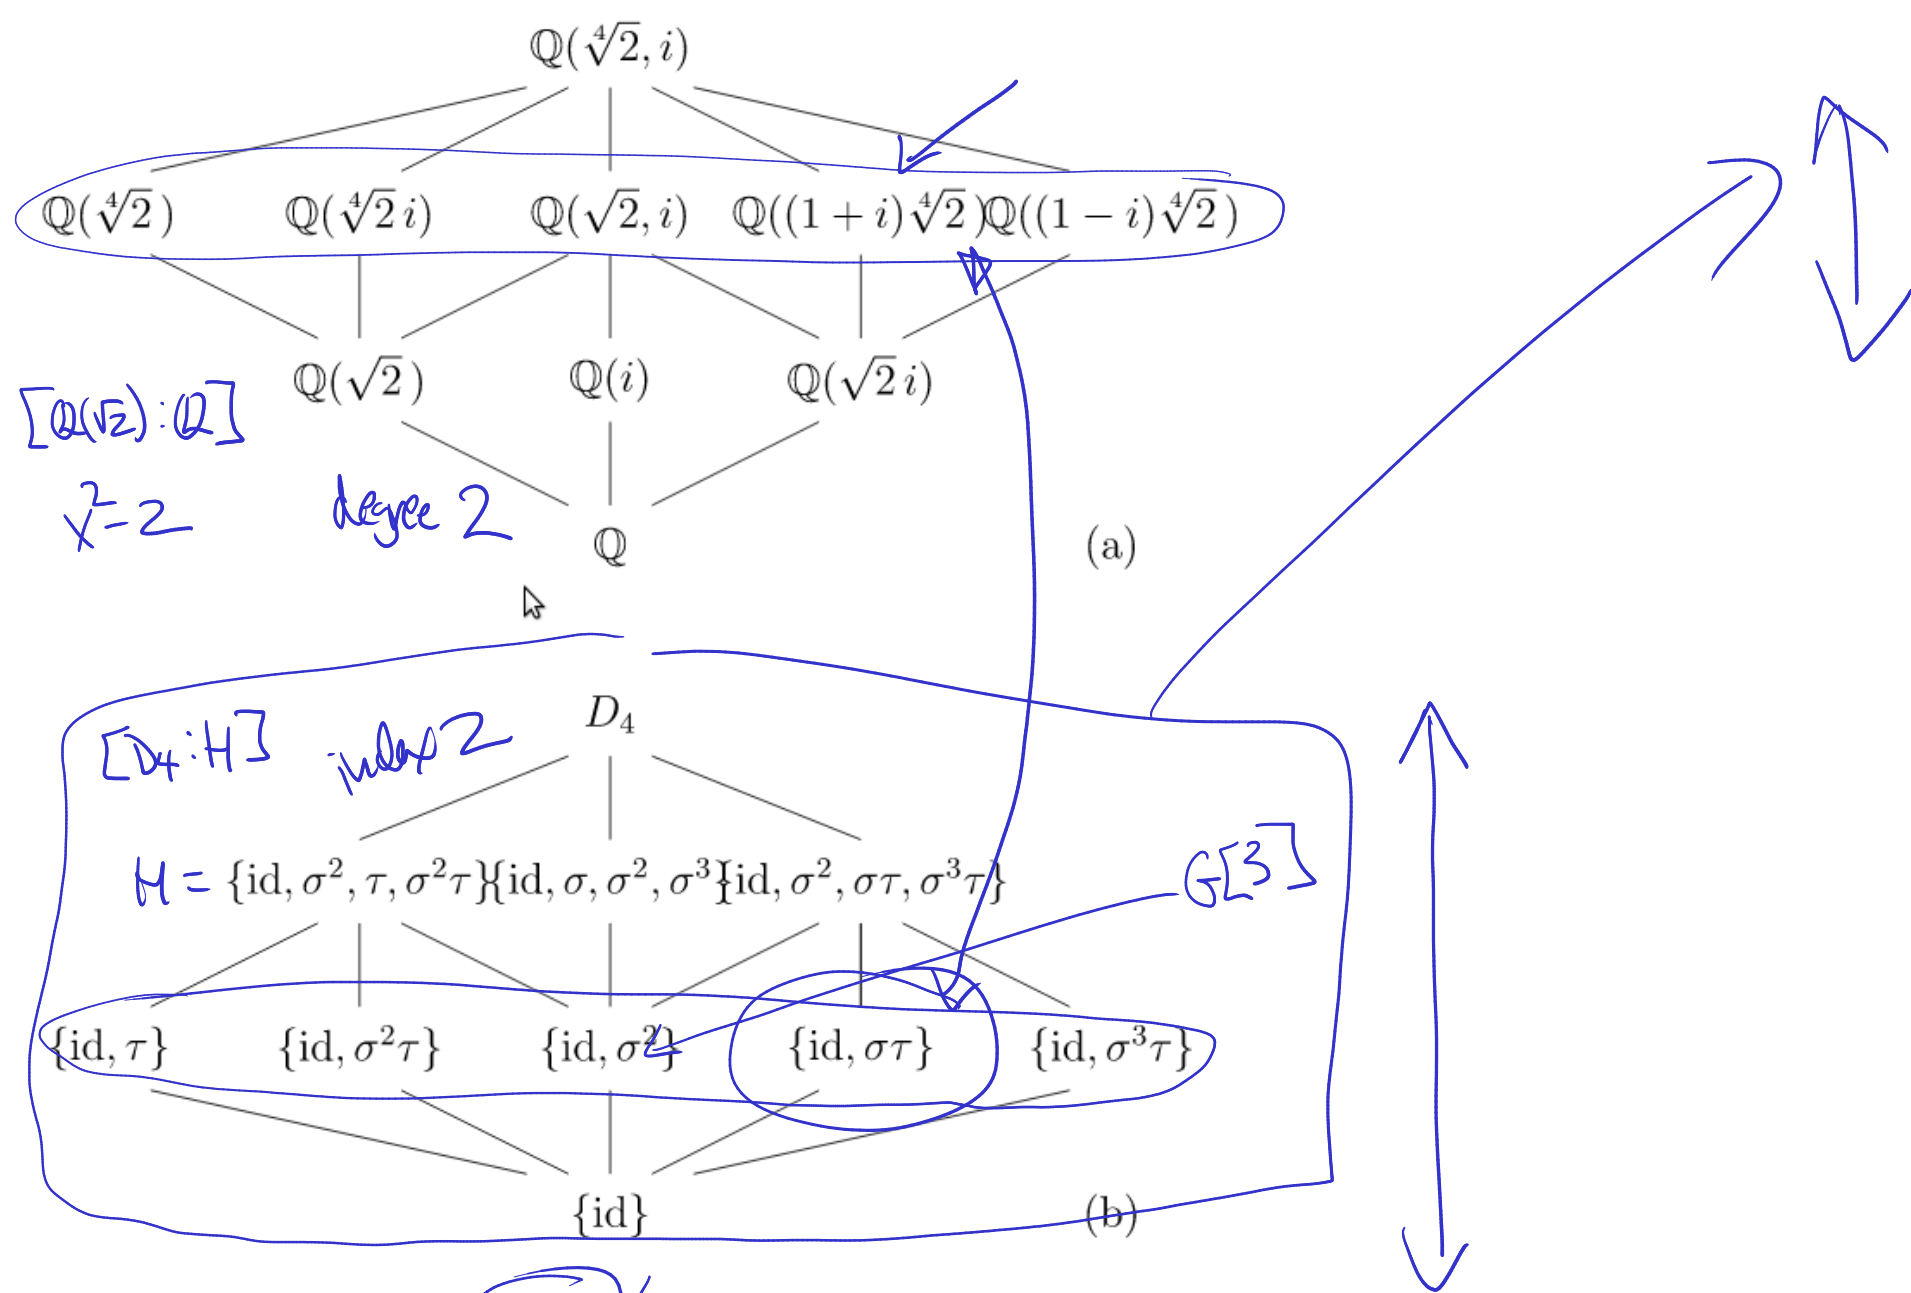 ℚ(∜2, i)
ℚ(∜2) ℚ(∜2 i) ℚ(√2, i) ℚ((1 + i)∜2) ℚ((1 − i)∜2)
ℚ(√2) ℚ(i) ℚ(√2 i)
[ℚ(√2):ℚ]
x²=2 degree 2
ℚ (a)
D₄
[D₄:H] index 2
H = {id, σ², τ, σ²τ} {id, σ, σ², σ³} {id, σ², στ, σ³τ} G[3]
{id, τ} {id, σ²τ} {id, σ²} {id, στ} {id, σ³τ}
{id} (b)